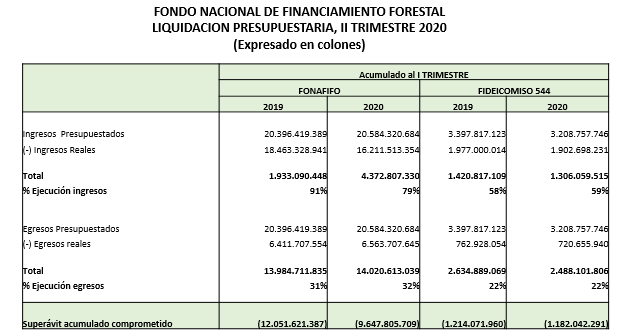 FONDO NACIONAL DE FINANCIAMIENTO FORESTAL
LIQUIDACION PRESUPUESTARIA, II TRIMESTRE 2020
(Expresado en colones)
Acumulado al I TRIMESTRE
FONAFIFO FIDEICOMISO 544
2019 2020 2019 2020
Ingresos Presupuestados 20.396.419.389 20.584.320.684 3.397.817.123 3.208.757.746
(-) Ingresos Reales 18.463.328.941 16.211.513.354 1.977.000.014 1.902.698.231
Total 1.933.090.448 4.372.807.330 1.420.817.109 1.306.059.515
% Ejecución ingresos 91% 79% 58% 59%
Egresos Presupuestados 20.396.419.389 20.584.320.684 3.397.817.123 3.208.757.746
(-) Egresos reales 6.411.707.554 6.563.707.645 762.928.054 720.655.940
Total 13.984.711.835 14.020.613.039 2.634.889.069 2.488.101.806
% Ejecución egresos 31% 32% 22% 22%
Superávit acumulado comprometido (12.051.621.387) (9.647.805.709) (1.214.071.960) (1.182.042.291)